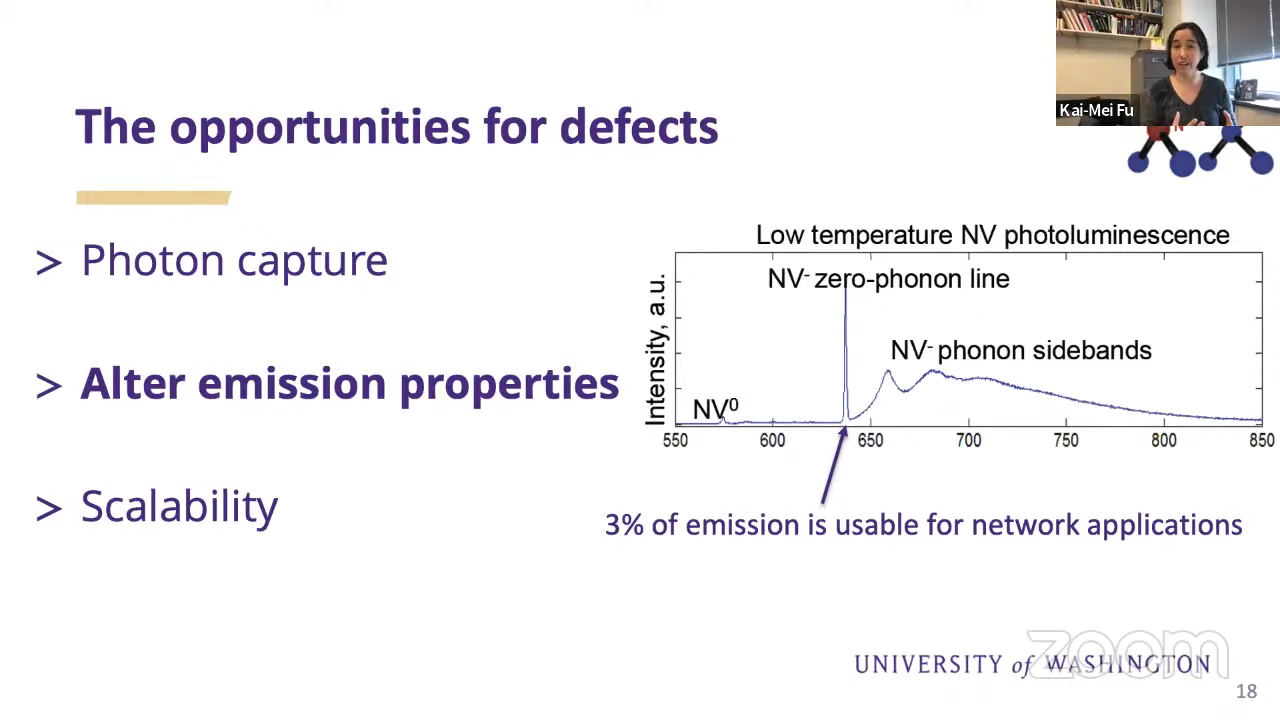 Kai-Mei Fu
N
The opportunities for defects
> Photon capture
> Alter emission properties
> Scalability
Low temperature NV photoluminescence
NV- zero-phonon line
NV- phonon sidebands
NV0
Intensity, a.u.
550 600 650 700 750 800 850
3% of emission is usable for network applications
zoom
UNIVERSITY of WASHINGTON
18